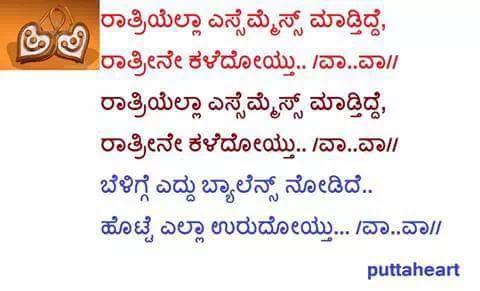 ರಾತ್ರಿಯೆಲ್ಲಾ ಎಸ್ಸೆಮ್ಮೆಸ್ಸ್ ಮಾಡ್ತಿದ್ದೆ,
ರಾತ್ರೀನೇ ಕಳೆದೋಯ್ತು.. /ವಾ..ವಾ//
ರಾತ್ರಿಯೆಲ್ಲಾ ಎಸ್ಸೆಮ್ಮೆಸ್ಸ್ ಮಾಡ್ತಿದ್ದೆ,
ರಾತ್ರೀನೇ ಕಳೆದೋಯ್ತು.. /ವಾ..ವಾ//
ಬೆಳಿಗ್ಗೆ ಎದ್ದು ಬ್ಯಾಲೆನ್ಸ್ ನೋಡಿದೆ..
ಹೊಟ್ಟೆ ಎಲ್ಲಾ ಉರುದೋಯ್ತು... /ವಾ..ವಾ//
puttaheart